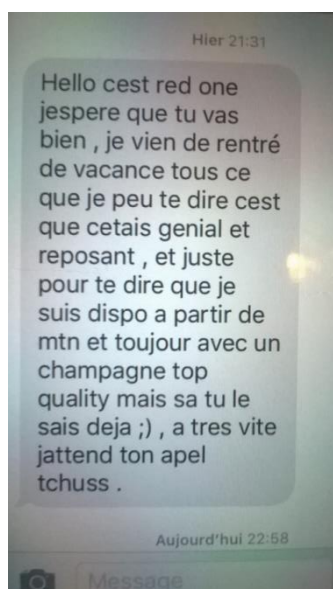 Hier 21:31
Hello cest red one
jespere que tu vas
bien , je vien de rentré
de vacance tous ce
que je peu te dire cest
que cetais genial et
reposant , et juste
pour te dire que je
suis dispo a partir de
mtn et toujour avec un
champagne top
quality mais sa tu le
sais deja ;) , a tres vite
jattend ton apel
tchuss .
Aujourd'hui 22:58
Message